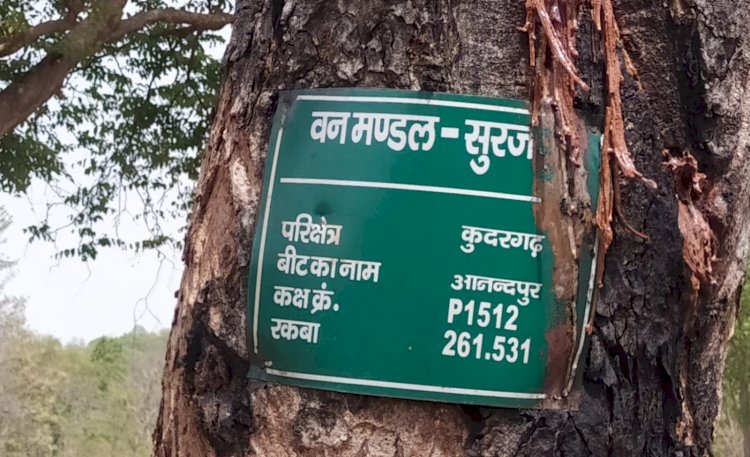 वन मण्डल - सुरज
परिक्षेत्र कुदरगढ़
बीट का नाम आनन्दपुर
कक्ष क्रं. P1512
रकबा 261.531